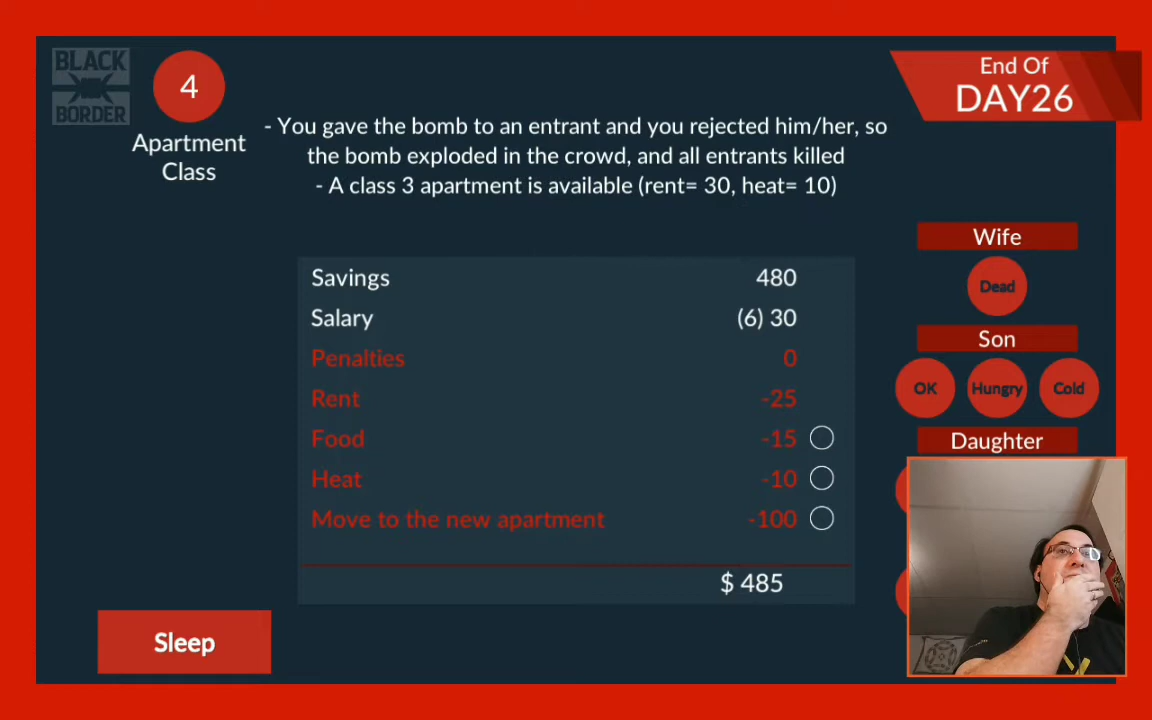 BLACK
BORDER
4
Apartment
Class
End Of
DAY26
- You gave the bomb to an entrant and you rejected him/her, so
the bomb exploded in the crowd, and all entrants killed
- A class 3 apartment is available (rent= 30, heat= 10)
Savings 480
Salary (6) 30
Penalties 0
Rent -25
Food -15
Heat -10
Move to the new apartment -100
$ 485
Wife
Dead
Son
OK Hungry Cold
Daughter
Sleep